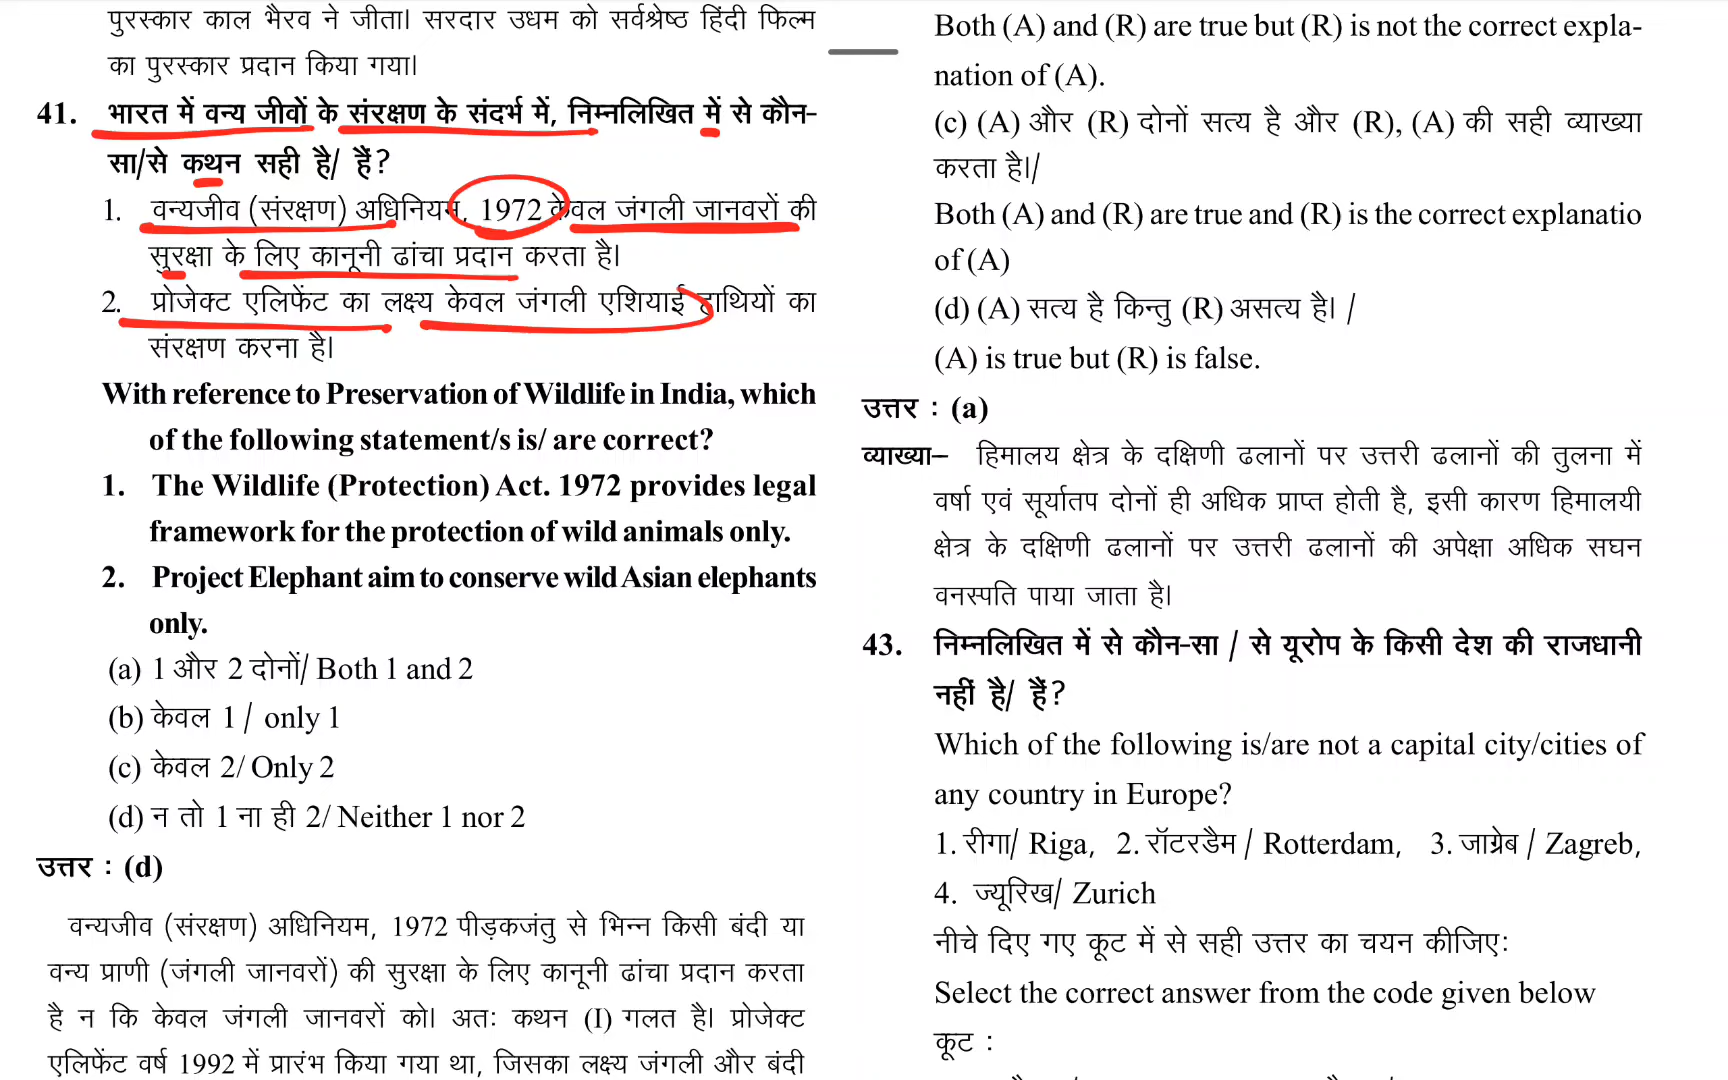 पुरस्कार काल भैरव ने जीता। सरदार उधम को सर्वश्रेष्ठ हिंदी फिल्म
का पुरस्कार प्रदान किया गया।
41. भारत में वन्य जीवों के संरक्षण के संदर्भ में, निम्नलिखित में से कौन-
सा/से कथन सही है/ हैं?
1. वन्यजीव (संरक्षण) अधिनियम, 1972 केवल जंगली जानवरों की
सुरक्षा के लिए कानूनी ढांचा प्रदान करता है।
2. प्रोजेक्ट एलिफेंट का लक्ष्य केवल जंगली एशियाई हाथियों का
संरक्षण करना है।
With reference to Preservation of Wildlife in India, which
of the following statement/s is/ are correct?
1. The Wildlife (Protection) Act. 1972 provides legal
framework for the protection of wild animals only.
2. Project Elephant aim to conserve wild Asian elephants
only.
(a) 1 और 2 दोनों/ Both 1 and 2
(b) केवल 1 / only 1
(c) केवल 2/ Only 2
(d) न तो 1 ना ही 2/ Neither 1 nor 2
उत्तर : (d)
वन्यजीव (संरक्षण) अधिनियम, 1972 पीड़कजंतु से भिन्न किसी बंदी या
वन्य प्राणी (जंगली जानवरों) की सुरक्षा के लिए कानूनी ढांचा प्रदान करता
है न कि केवल जंगली जानवरों को। अतः कथन (I) गलत है। प्रोजेक्ट
एलिफेंट वर्ष 1992 में प्रारंभ किया गया था, जिसका लक्ष्य जंगली और बंदी
Both (A) and (R) are true but (R) is not the correct expla-
nation of (A).
(c) (A) और (R) दोनों सत्य है और (R), (A) की सही व्याख्या
करता है।/
Both (A) and (R) are true and (R) is the correct explanatio
of (A)
(d) (A) सत्य है किन्तु (R) असत्य है। /
(A) is true but (R) is false.
उत्तर : (a)
व्याख्या– हिमालय क्षेत्र के दक्षिणी ढलानों पर उत्तरी ढलानों की तुलना में
वर्षा एवं सूर्यातप दोनों ही अधिक प्राप्त होती है, इसी कारण हिमालयी
क्षेत्र के दक्षिणी ढलानों पर उत्तरी ढलानों की अपेक्षा अधिक सघन
वनस्पति पाया जाता है।
43. निम्नलिखित में से कौन-सा / से यूरोप के किसी देश की राजधानी
नहीं है/ हैं?
Which of the following is/are not a capital city/cities of
any country in Europe?
1. रीगा/ Riga, 2. रॉटरडैम / Rotterdam, 3. जाग्रेब / Zagreb,
4. ज्यूरिख/ Zurich
नीचे दिए गए कूट में से सही उत्तर का चयन कीजिए:
Select the correct answer from the code given below
कूट :